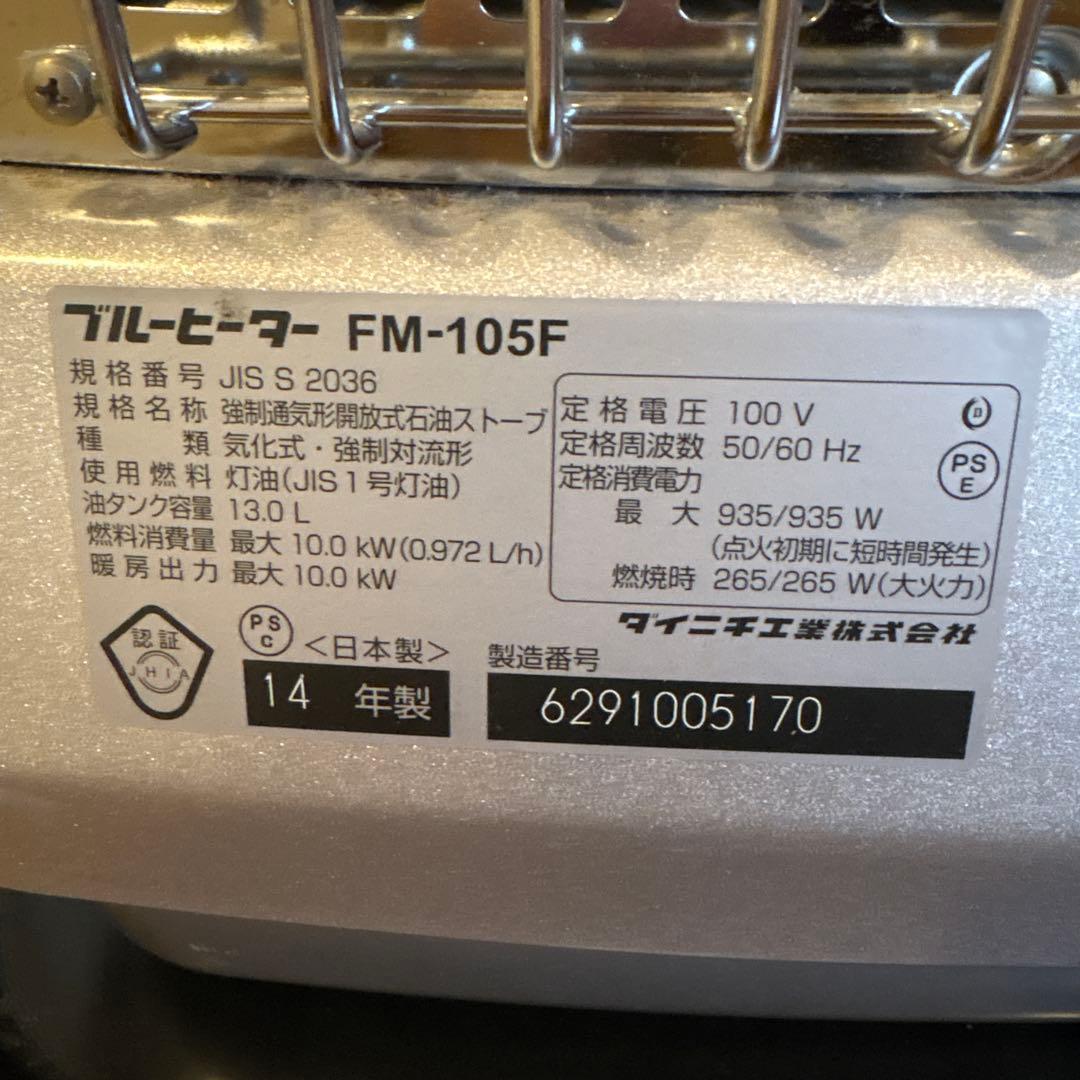 ブルーヒーター FM-105F
規格番号 JIS S 2036
規格名称 強制通気形開放式石油ストーブ
種類 気化式・強制対流形
使用燃料 灯油(JIS1号灯油)
油タンク容量 13.0 L
燃料消費量 最大 10.0 kW(0.972 L/h)
暖房出力 最大 10.0 kW
定格電圧 100 V
定格周波数 50/60 Hz
定格消費電力
最大 935/935 W
(点火初期に短時間発生)
燃焼時 265/265 W(大火力)
D
PS
E
ダイニチ工業株式会社
認証
JHIA
PS
C
<日本製>
14 年製
製造番号
6291005170